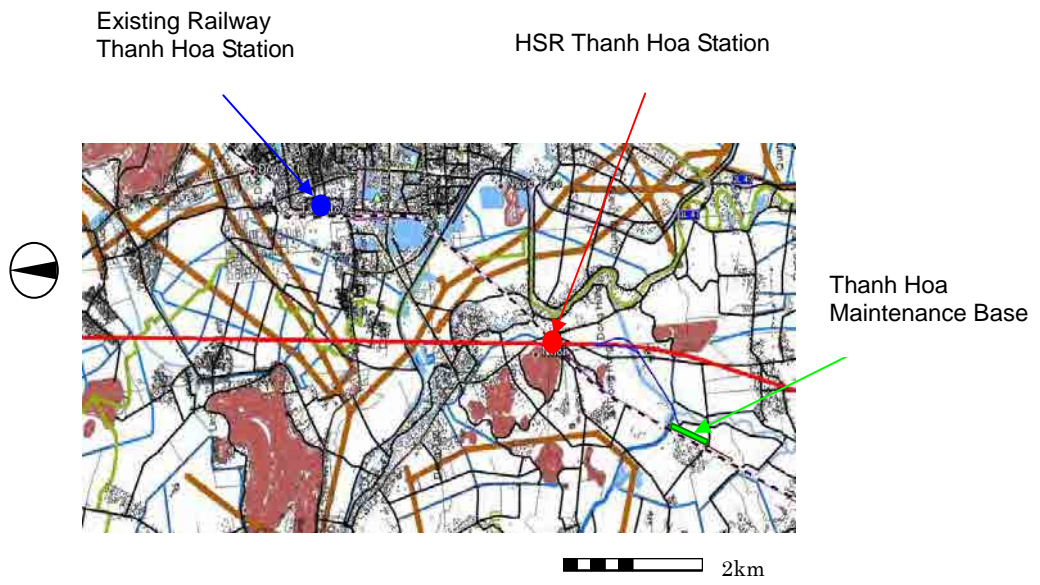 Existing Railway
Thanh Hoa Station
HSR Thanh Hoa Station
Thanh Hoa
Maintenance Base
2km